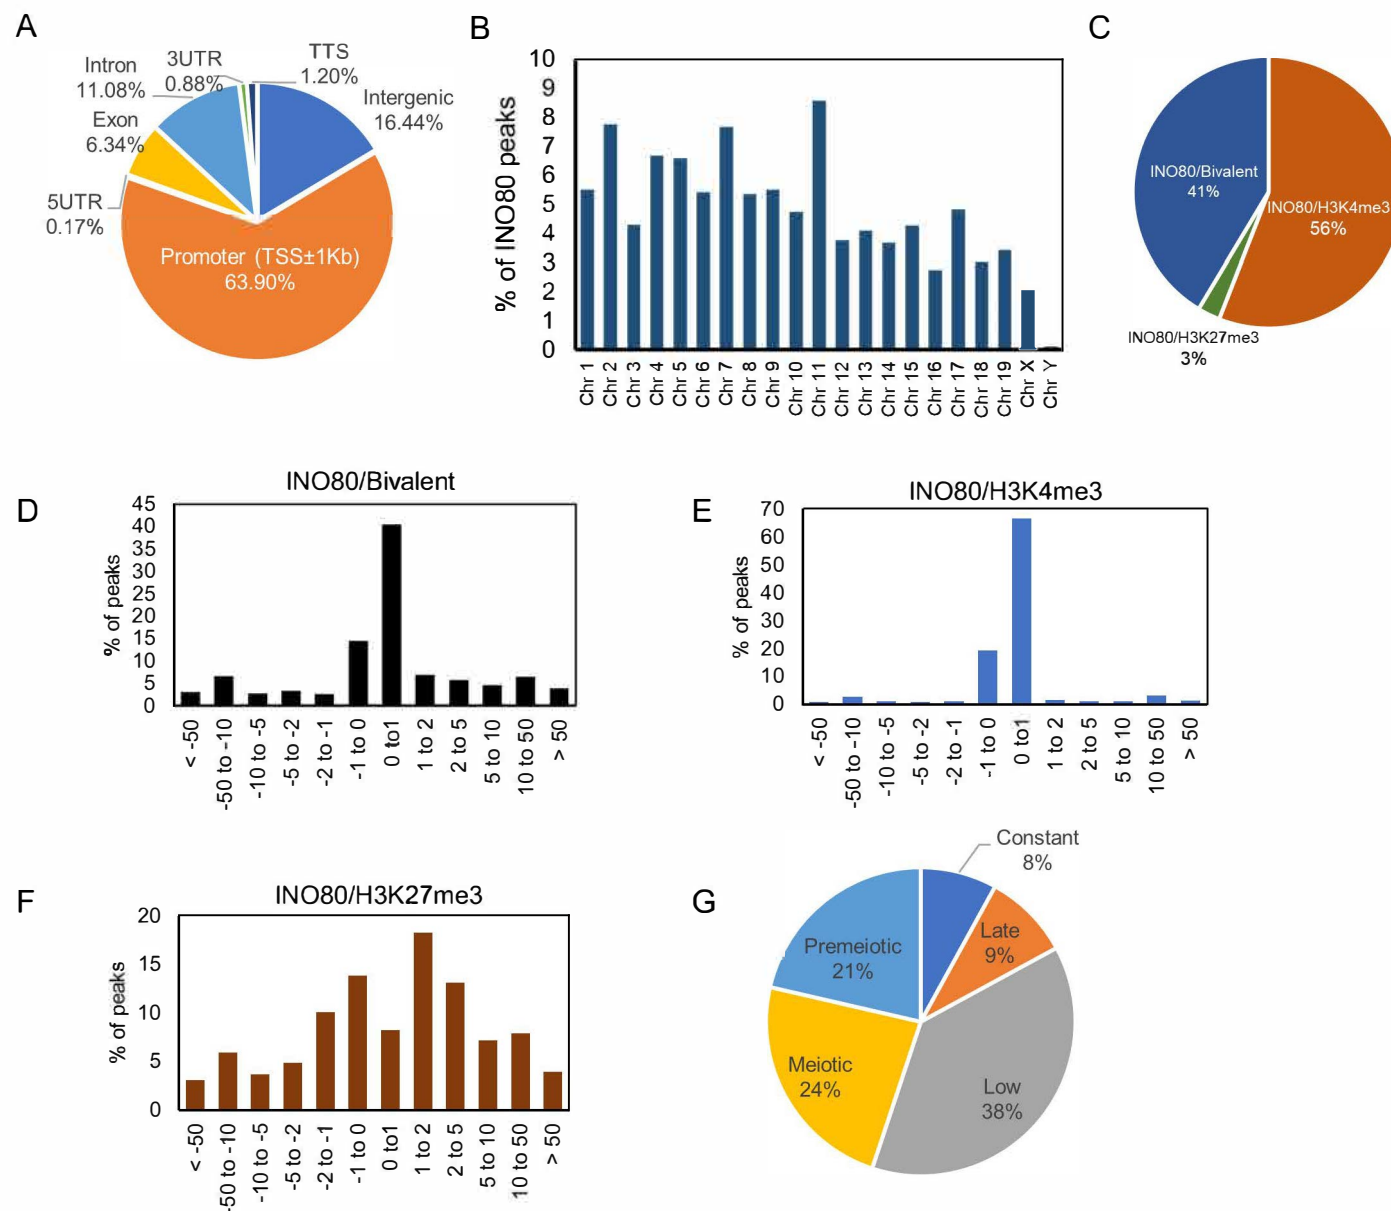 A
3UTR
0.88%
TTS
1.20%
Intron
11.08%
Intergenic
16.44%
Exon
6.34%
5UTR
0.17%
Promoter (TSS±1Kb)
63.90%
B
% of INO80 peaks
10
9
8
7
6
5
4
3
2
1
0
Chr 1
Chr 2
Chr 3
Chr 4
Chr 5
Chr 6
Chr 7
Chr 8
Chr 9
Chr 10
Chr 11
Chr 12
Chr 13
Chr 14
Chr 15
Chr 16
Chr 17
Chr 18
Chr 19
Chr X
Chr Y
C
INO80/Bivalent
41%
INO80/H3K4me3
56%
INO80/H3K27me3
3%
D
INO80/Bivalent
% of peaks
45
40
35
30
25
20
15
10
5
0
< -50
-50 to -10
-10 to -5
-5 to -2
-2 to -1
-1 to 0
0 to1
1 to 2
2 to 5
5 to 10
10 to 50
> 50
E
INO80/H3K4me3
% of peaks
70
60
50
40
30
20
10
0
< -50
-50 to -10
-10 to -5
-5 to -2
-2 to -1
-1 to 0
0 to1
1 to 2
2 to 5
5 to 10
10 to 50
> 50
F
INO80/H3K27me3
% of peaks
20
15
10
5
0
< -50
-50 to -10
-10 to -5
-5 to -2
-2 to -1
-1 to 0
0 to1
1 to 2
2 to 5
5 to 10
10 to 50
> 50
G
Constant
8%
Late
9%
Premeiotic
21%
Meiotic
24%
Low
38%